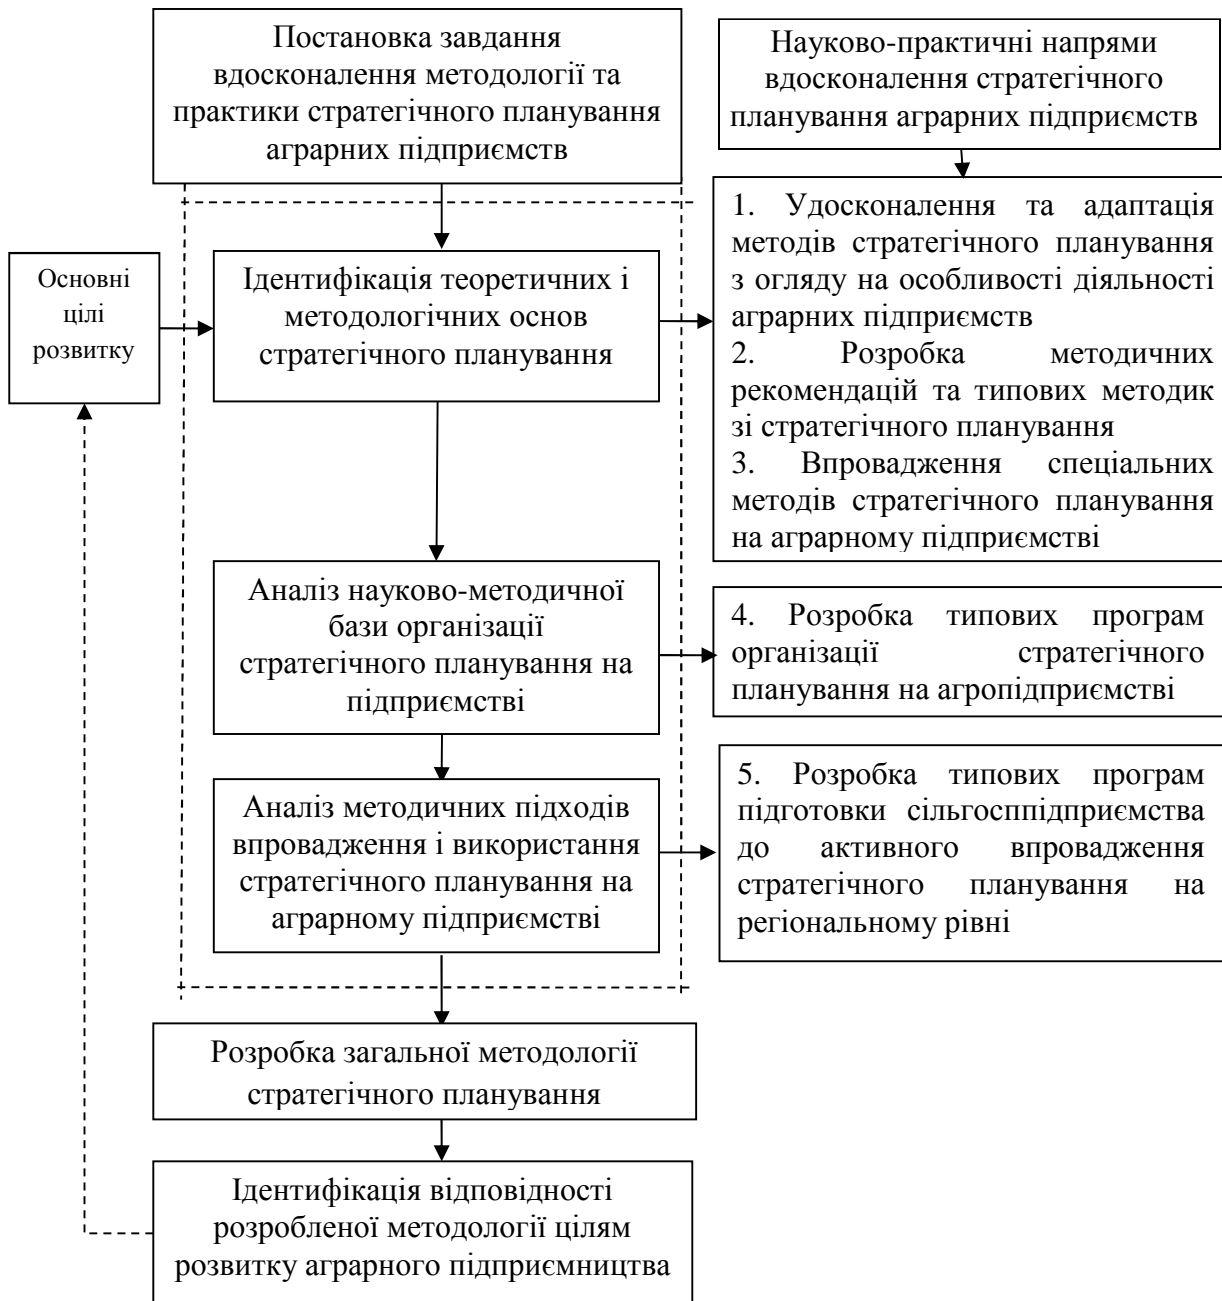 Постановка завдання
вдосконалення методології та
практики стратегічного планування
аграрних підприємств
Науково-практичні напрями
вдосконалення стратегічного
планування аграрних підприємств
Основні
цілі
розвитку
Ідентифікація теоретичних і
методологічних основ
стратегічного планування
1. Удосконалення та адаптація
методів стратегічного планування
з огляду на особливості діяльності
аграрних підприємств
2. Розробка методичних
рекомендацій та типових методик
зі стратегічного планування
3. Впровадження спеціальних
методів стратегічного планування
на аграрному підприємстві
Аналіз науково-методичної
бази організації
стратегічного планування на
підприємстві
4. Розробка типових програм
організації стратегічного
планування на агропідприємстві
Аналіз методичних підходів
впровадження і використання
стратегічного планування на
аграрному підприємстві
5. Розробка типових програм
підготовки сільгосппідприємства
до активного впровадження
стратегічного планування на
регіональному рівні
Розробка загальної методології
стратегічного планування
Ідентифікація відповідності
розробленої методології цілям
розвитку аграрного підприємництва